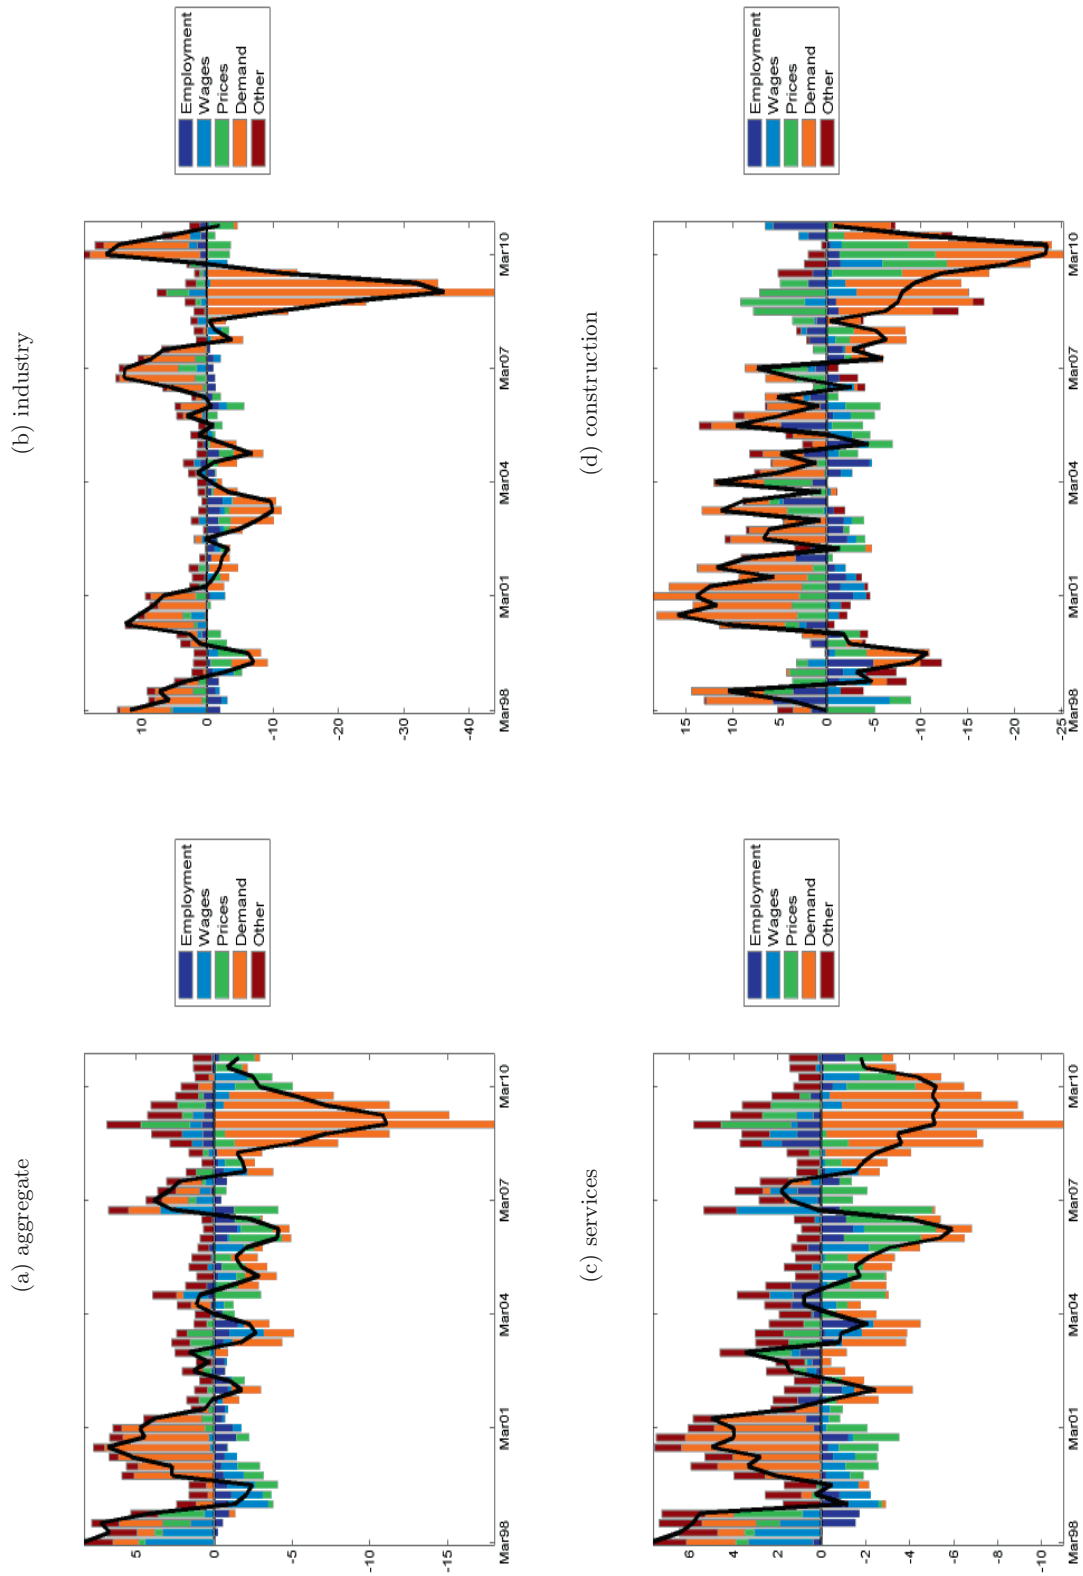 (a) aggregate
5
0
-5
-10
-15
Mar98
Mar01
Mar04
Mar07
Mar10
Employment
Wages
Prices
Demand
Other
(b) industry
10
0
-10
-20
-30
-40
Mar98
Mar01
Mar04
Mar07
Mar10
Employment
Wages
Prices
Demand
Other
(c) services
6
4
2
0
-2
-4
-6
-8
-10
Mar98
Mar01
Mar04
Mar07
Mar10
Employment
Wages
Prices
Demand
Other
(d) construction
15
10
5
0
-5
-10
-15
-20
-25
Mar98
Mar01
Mar04
Mar07
Mar10
Employment
Wages
Prices
Demand
Other